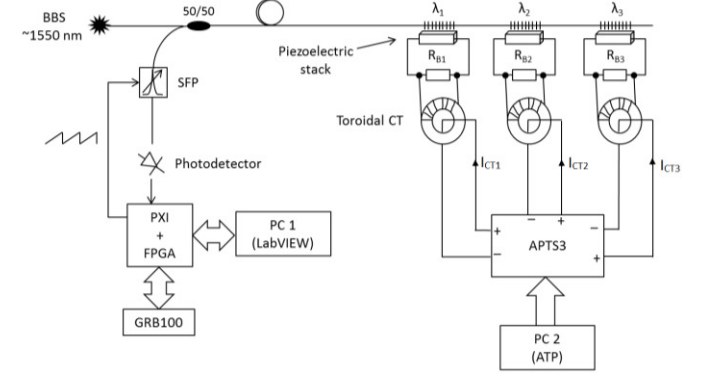 BBS
~1550 nm
50/50
λ1
λ2
λ3
Piezoelectric
stack
RB1
RB2
RB3
SFP
Toroidal CT
Photodetector
ICT1
ICT2
ICT3
PXI
+
FPGA
PC 1
(LabVIEW)
+
−
−
+
−
+
APTS3
GRB100
PC 2
(ATP)